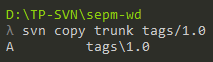 D:\TP-SVN\sepm-wd
λ svn copy trunk tags/1.0
A         tags\1.0